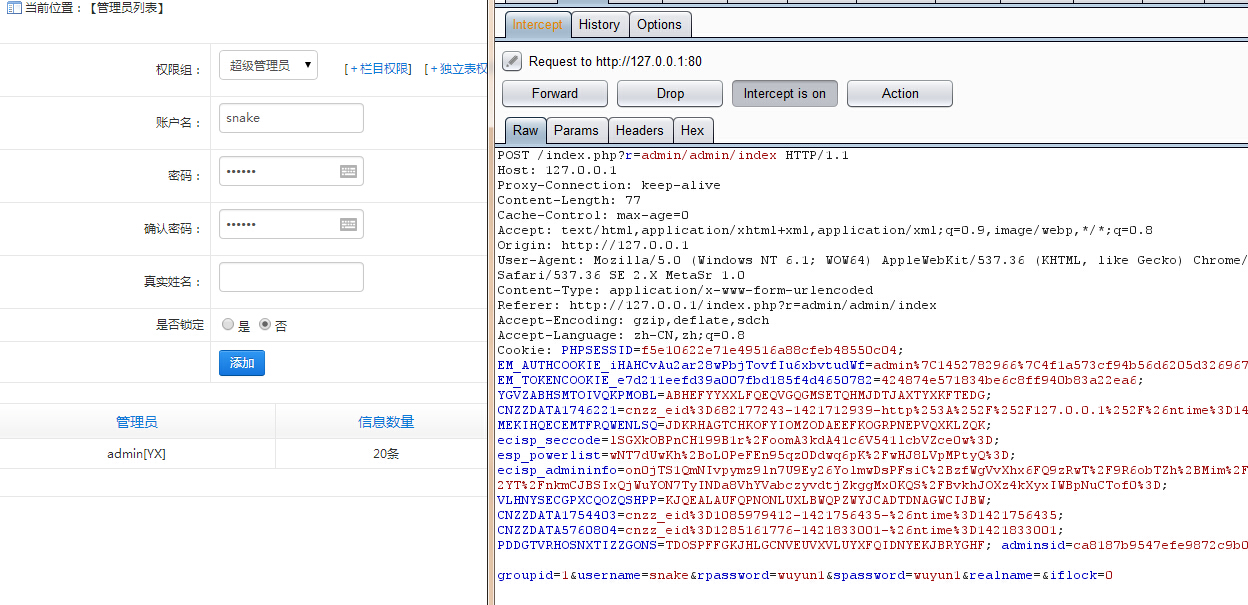 当前位置：【管理员列表】
权限组：
超级管理员
[+栏目权限]
[+独立表权
账户名：
snake
密码：
••••••
确认密码：
••••••
真实姓名：
是否锁定
是
否
添加
管理员
信息数量
admin[YX]
20条
Intercept
History
Options
Request to http://127.0.0.1:80
Forward
Drop
Intercept is on
Action
Raw
Params
Headers
Hex
POST /index.php?r=admin/admin/index HTTP/1.1
Host: 127.0.0.1
Proxy-Connection: keep-alive
Content-Length: 77
Cache-Control: max-age=0
Accept: text/html,application/xhtml+xml,application/xml;q=0.9,image/webp,*/*;q=0.8
Origin: http://127.0.0.1
User-Agent: Mozilla/5.0 (Windows NT 6.1; WOW64) AppleWebKit/537.36 (KHTML, like Gecko) Chrome/
Safari/537.36 SE 2.X MetaSr 1.0
Content-Type: application/x-www-form-urlencoded
Referer: http://127.0.0.1/index.php?r=admin/admin/index
Accept-Encoding: gzip,deflate,sdch
Accept-Language: zh-CN,zh;q=0.8
Cookie: PHPSESSID=f5e10622e71e49516a88cfeb48550c04;
EM_AUTHCOOKIE_iHAHCvAu2ar28wPbjTovfIu6xbvtudWf=admin%7C1452782966%7C4f1a573cf94b56d6205d326967
EM_TOKENCOOKIE_e7d211eefd39a007fbd185f4d4650782=424874e571834be6c8ff940b83a22ea6;
YGVZABHSMTOIVQKPMOBL=ABHEFYYXXLFQEQVGQGMSETQHMJDTJAXTYXKFTEDG;
CNZZDATA1746221=cnzz_eid%3D682177243-1421712939-http%253A%252F%252F127.0.0.1%252F%26ntime%3D14
MEKIHQECEMTFRQWENLSQ=JDKRHAGTCHKOFYIOMZODAEEFKOGRPNEPVQXKLZQK;
ecisp_seccode=1SGXkOBPnCH199B1r%2FoomA3kdA41c6V541lcbVZce0w%3D;
esp_powerlist=wNT7dUwKh%2BoLOPeFEn95qzODdwq6pK%2FwHJ8LVpMPtyQ%3D;
ecisp_admininfo=on0jTS1QmNIvpymz9ln7U9Ey26YolmwDsPFsiC%2BzfWgVvXhx6FQ9zRwT%2F9R6obTZh%2BMim%2F
2YT%2FnkmCJBSIxQjWuYON7TyINDa8VhYVabczyvdtjZkggMxOKQS%2FBvkhJOXz4kXyxIWBpNuCTof0%3D;
VLHNYSECGPXCQOZQSHPP=KJQEALAUFQPNONLUXLBWQPZWYJCADTDNAGWCIJBW;
CNZZDATA1754403=cnzz_eid%3D1085979412-1421756435-%26ntime%3D1421756435;
CNZZDATA5760804=cnzz_eid%3D1285161776-1421833001-%26ntime%3D1421833001;
PDDGTVRHOSNXTIZZGONS=TDOSPFFGKJHLGCNVEUVXVLUYXFQIDNYEKJBRYGHF; adminsid=ca8187b9547efe9872c9b0
groupid=1&username=snake&rpassword=wuyun1&spassword=wuyun1&realname=&iflock=0